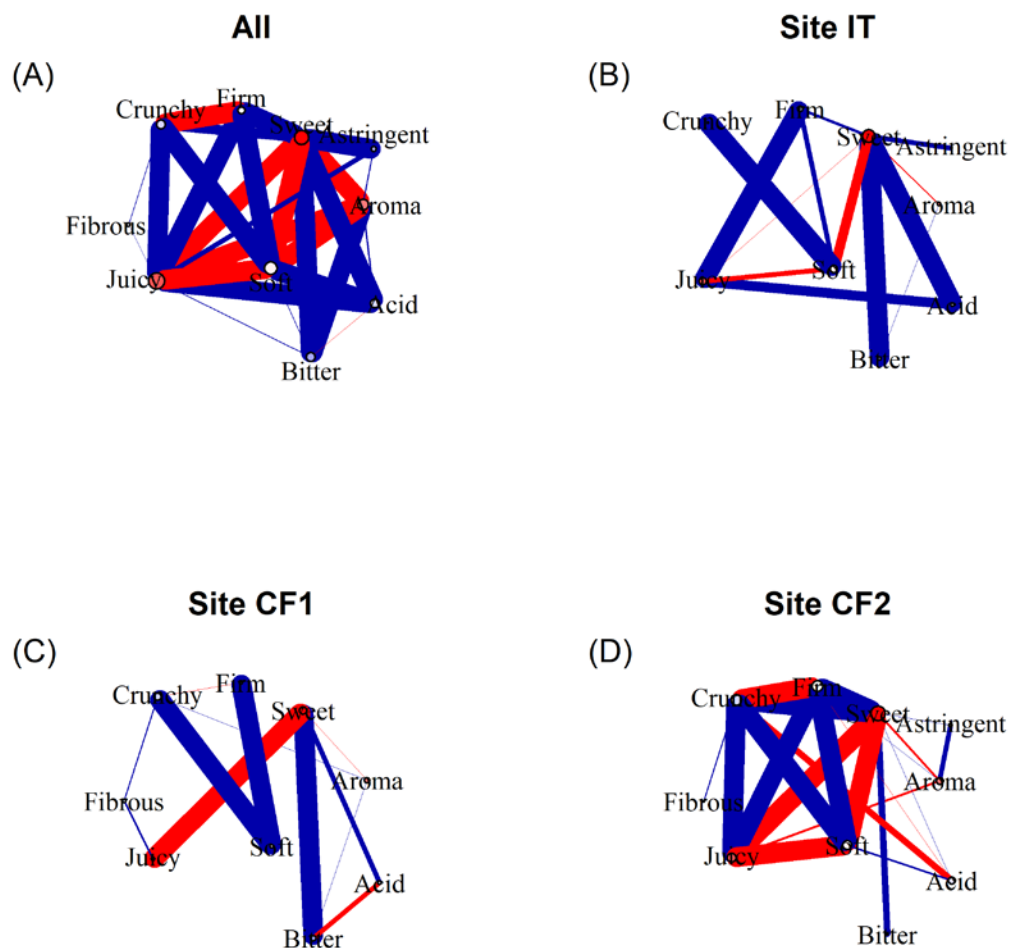 All
Site IT
(A)
(B)
Firm
Crunchy
Sweet
Astringent
Fibrous
Aroma
Juicy
Soft
Acid
Bitter
Firm
Crunchy
Sweet
Astringent
Aroma
Soft
Juicy
Acid
Bitter
Site CF1
Site CF2
(C)
(D)
Firm
Crunchy
Sweet
Aroma
Fibrous
Soft
Juicy
Acid
Bitter
Firm
Crunchy
Sweet
Astringent
Aroma
Fibrous
Soft
Juicy
Acid
Bitter